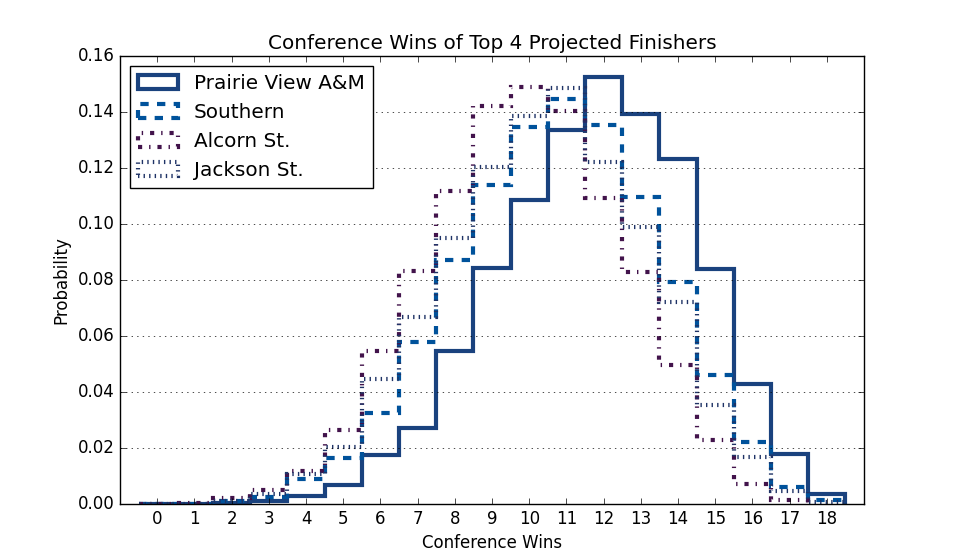 Conference Wins of Top 4 Projected Finishers
Prairie View A&M
Southern
Alcorn St.
Jackson St.
0.16
0.14
0.12
0.10
0.08
0.06
0.04
0.02
0.00
Probability
0 1 2 3 4 5 6 7 8 9 10 11 12 13 14 15 16 17 18
Conference Wins